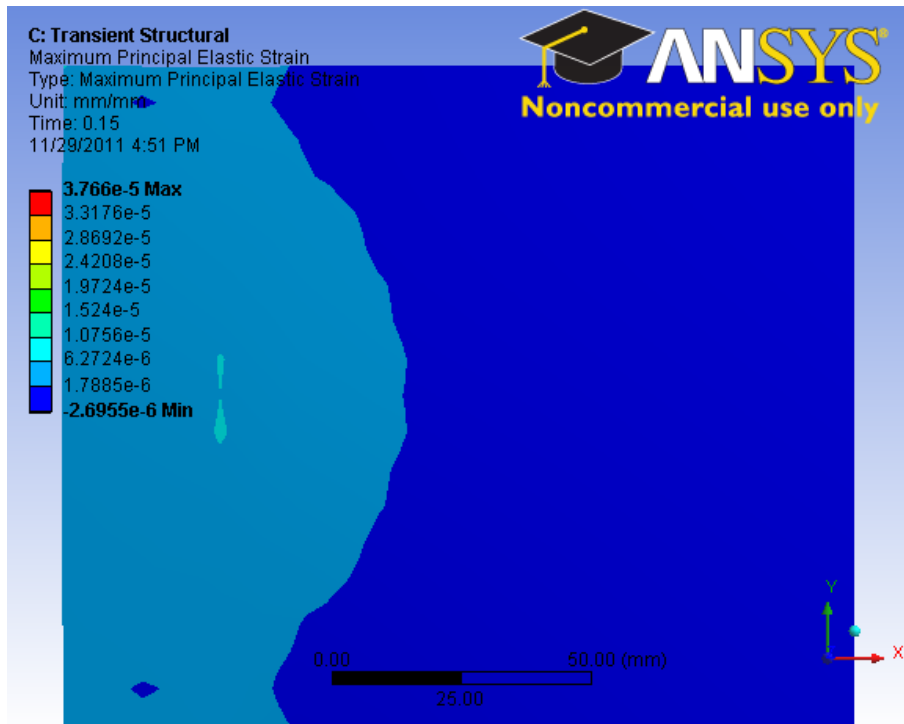 C: Transient Structural
Maximum Principal Elastic Strain
Type: Maximum Principal Elastic Strain
Unit: mm/mm
Time: 0.15
11/29/2011 4:51 PM
ANSYS®
Noncommercial use only
3.766e-5 Max
3.3176e-5
2.8692e-5
2.4208e-5
1.9724e-5
1.524e-5
1.0756e-5
6.2724e-6
1.7885e-6
-2.6955e-6 Min
Y
X
0.00 50.00 (mm)
25.00